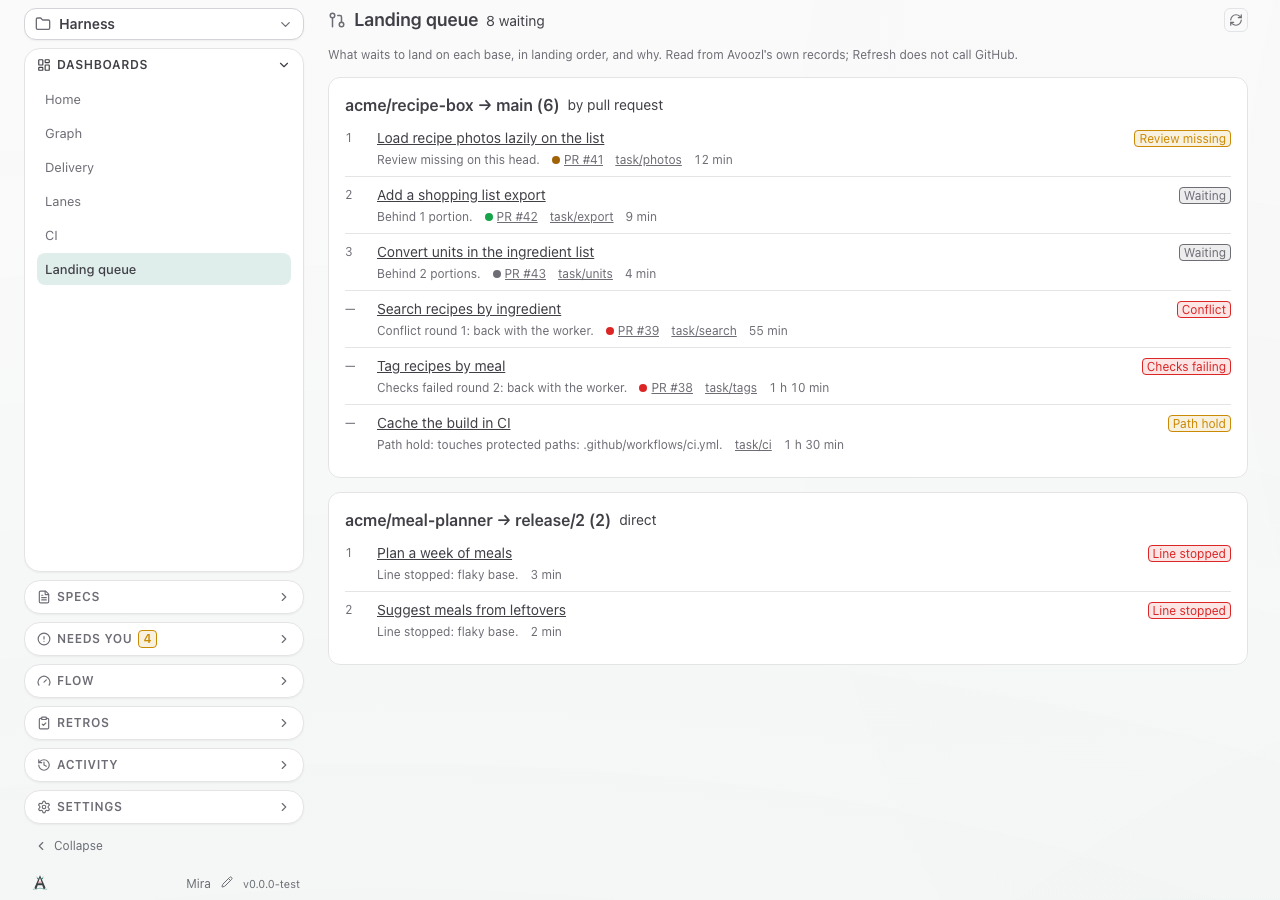 Harness
DASHBOARDS
Home
Graph
Delivery
Lanes
CI
Landing queue
SPECS
NEEDS YOU 4
FLOW
RETROS
ACTIVITY
SETTINGS
Collapse
Mira v0.0.0-test
Landing queue 8 waiting
What waits to land on each base, in landing order, and why. Read from Avoozl's own records; Refresh does not call GitHub.
acme/recipe-box → main (6) by pull request
1 Load recipe photos lazily on the list Review missing
Review missing on this head. PR #41 task/photos 12 min
2 Add a shopping list export Waiting
Behind 1 portion. PR #42 task/export 9 min
3 Convert units in the ingredient list Waiting
Behind 2 portions. PR #43 task/units 4 min
— Search recipes by ingredient Conflict
Conflict round 1: back with the worker. PR #39 task/search 55 min
— Tag recipes by meal Checks failing
Checks failed round 2: back with the worker. PR #38 task/tags 1 h 10 min
— Cache the build in CI Path hold
Path hold: touches protected paths: .github/workflows/ci.yml. task/ci 1 h 30 min
acme/meal-planner → release/2 (2) direct
1 Plan a week of meals Line stopped
Line stopped: flaky base. 3 min
2 Suggest meals from leftovers Line stopped
Line stopped: flaky base. 2 min